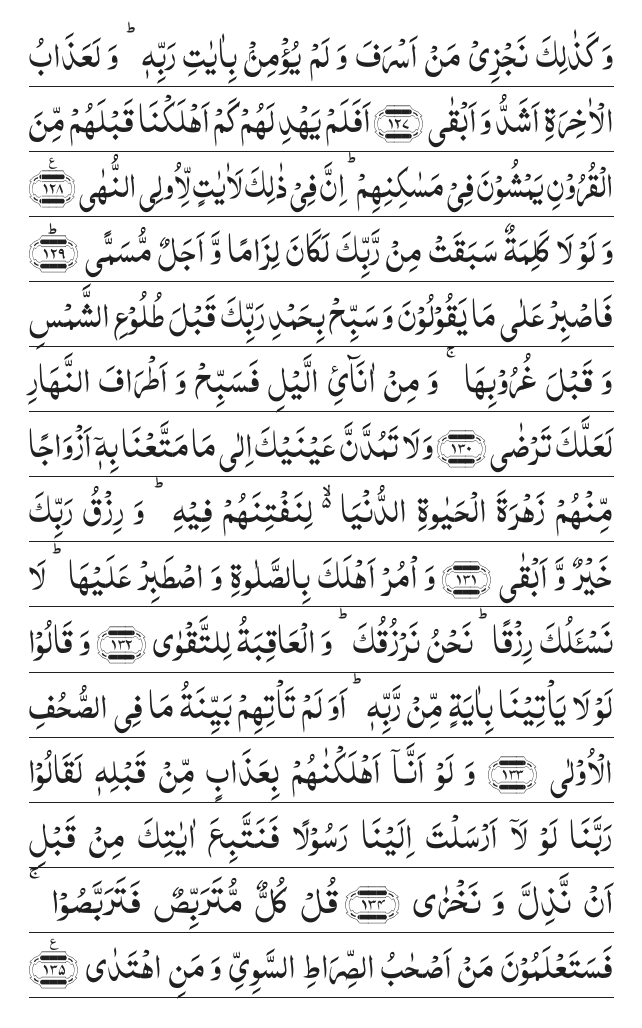 وَ كَذٰلِكَ نَجْزِیْ مَنْ اَسْرَفَ وَ لَمْ یُؤْمِنْۢ بِاٰیٰتِ رَبِّهٖ ؕ وَ لَعَذَابُ
الْاٰخِرَةِ اَشَدُّ وَ اَبْقٰی ﴿۱۲۷﴾ اَفَلَمْ یَهْدِ لَهُمْ كَمْ اَهْلَكْنَا قَبْلَهُمْ مِّنَ
الْقُرُوْنِ یَمْشُوْنَ فِیْ مَسٰكِنِهِمْ ؕ اِنَّ فِیْ ذٰلِكَ لَاٰیٰتٍ لِّاُولِی النُّهٰی ﴿۱۲۸﴾ ع
وَ لَوْ لَا كَلِمَةٌ سَبَقَتْ مِنْ رَّبِّكَ لَكَانَ لِزَامًا وَّ اَجَلٌ مُّسَمًّی ﴿۱۲۹﴾ ؕ
فَاصْبِرْ عَلٰی مَا یَقُوْلُوْنَ وَ سَبِّحْ بِحَمْدِ رَبِّكَ قَبْلَ طُلُوْعِ الشَّمْسِ
وَ قَبْلَ غُرُوْبِهَا ۚ وَ مِنْ اٰنَآئِ الَّیْلِ فَسَبِّحْ وَ اَطْرَافَ النَّهَارِ
لَعَلَّكَ تَرْضٰی ﴿۱۳۰﴾ وَ لَا تَمُدَّنَّ عَیْنَیْكَ اِلٰی مَا مَتَّعْنَا بِهٖۤ اَزْوَاجًا
مِّنْهُمْ زَهْرَةَ الْحَیٰوةِ الدُّنْیَا ۬ۙ لِنَفْتِنَهُمْ فِیْهِ ؕ وَ رِزْقُ رَبِّكَ
خَیْرٌ وَّ اَبْقٰی ﴿۱۳۱﴾ وَ اْمُرْ اَهْلَكَ بِالصَّلٰوةِ وَ اصْطَبِرْ عَلَیْهَا ؕ لَا
نَسْـَٔلُكَ رِزْقًا ؕ نَحْنُ نَرْزُقُكَ ؕ وَ الْعَاقِبَةُ لِلتَّقْوٰی ﴿۱۳۲﴾ وَ قَالُوْا
لَوْ لَا یَاْتِیْنَا بِاٰیَةٍ مِّنْ رَّبِّهٖ ؕ اَوَ لَمْ تَاْتِهِمْ بَیِّنَةُ مَا فِی الصُّحُفِ
الْاُوْلٰی ﴿۱۳۳﴾ وَ لَوْ اَنَّاۤ اَهْلَكْنٰهُمْ بِعَذَابٍ مِّنْ قَبْلِهٖ لَقَالُوْا
رَبَّنَا لَوْ لَاۤ اَرْسَلْتَ اِلَیْنَا رَسُوْلًا فَنَتَّبِعَ اٰیٰتِكَ مِنْ قَبْلِ
اَنْ نَّذِلَّ وَ نَخْزٰی ﴿۱۳۴﴾ قُلْ كُلٌّ مُّتَرَبِّصٌ فَتَرَبَّصُوْا ۚ
فَسَتَعْلَمُوْنَ مَنْ اَصْحٰبُ الصِّرَاطِ السَّوِیِّ وَ مَنِ اهْتَدٰی ﴿۱۳۵﴾ ع